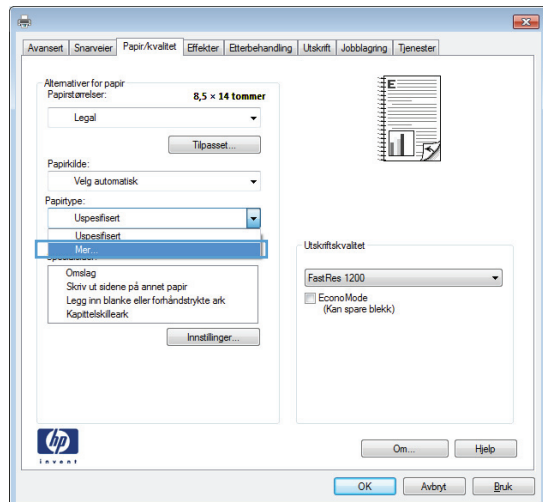 Avansert Snarveier Papir/kvalitet Effekter Etterbehandling Utskrift Jobblagring Tjenester
Alternativer for papir
Papirstørrelser: 8,5 × 14 tommer
Legal
Tilpasset...
Papirkilde:
Velg automatisk
Papirtype:
Uspesifisert
Uspesifisert
Mer...
Omslag
Skriv ut sidene på annet papir
Legg inn blanke eller forhåndstrykte ark
Kapittelskilleark
Innstillinger...
E
Utskriftskvalitet
FastRes 1200
EconoMode
(Kan spare blekk)
hp
invent
Om... Hjelp
OK Avbryt Bruk